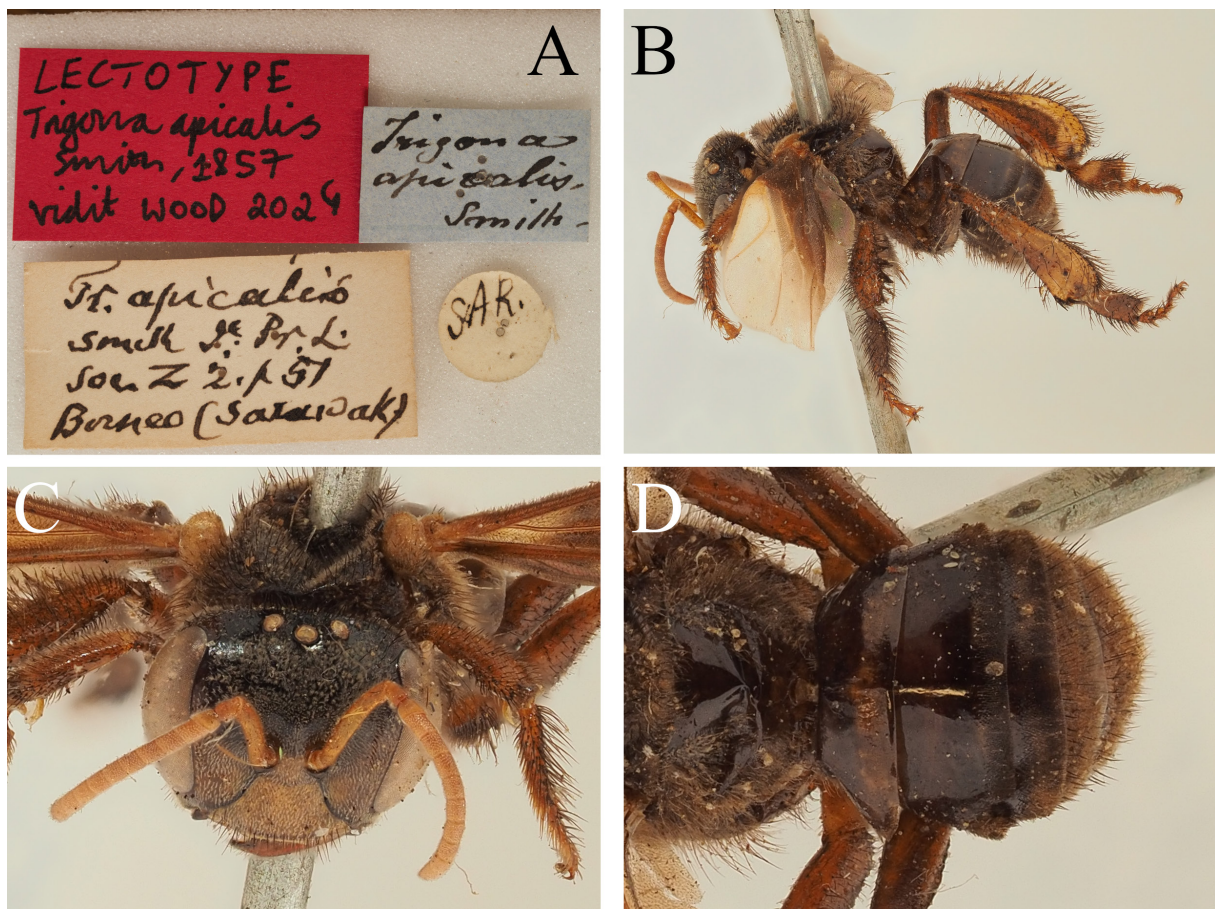 A
LECTOTYPE
Trigona apicalis
Smith, 1857
vidit WOOD 2024
Trigona
apicalis.
Smith.
Tr. apicalis
Smith Pr. L.
Soc. Z 2. p 51
Borneo (Sarawak)
SAR.
B
C
D